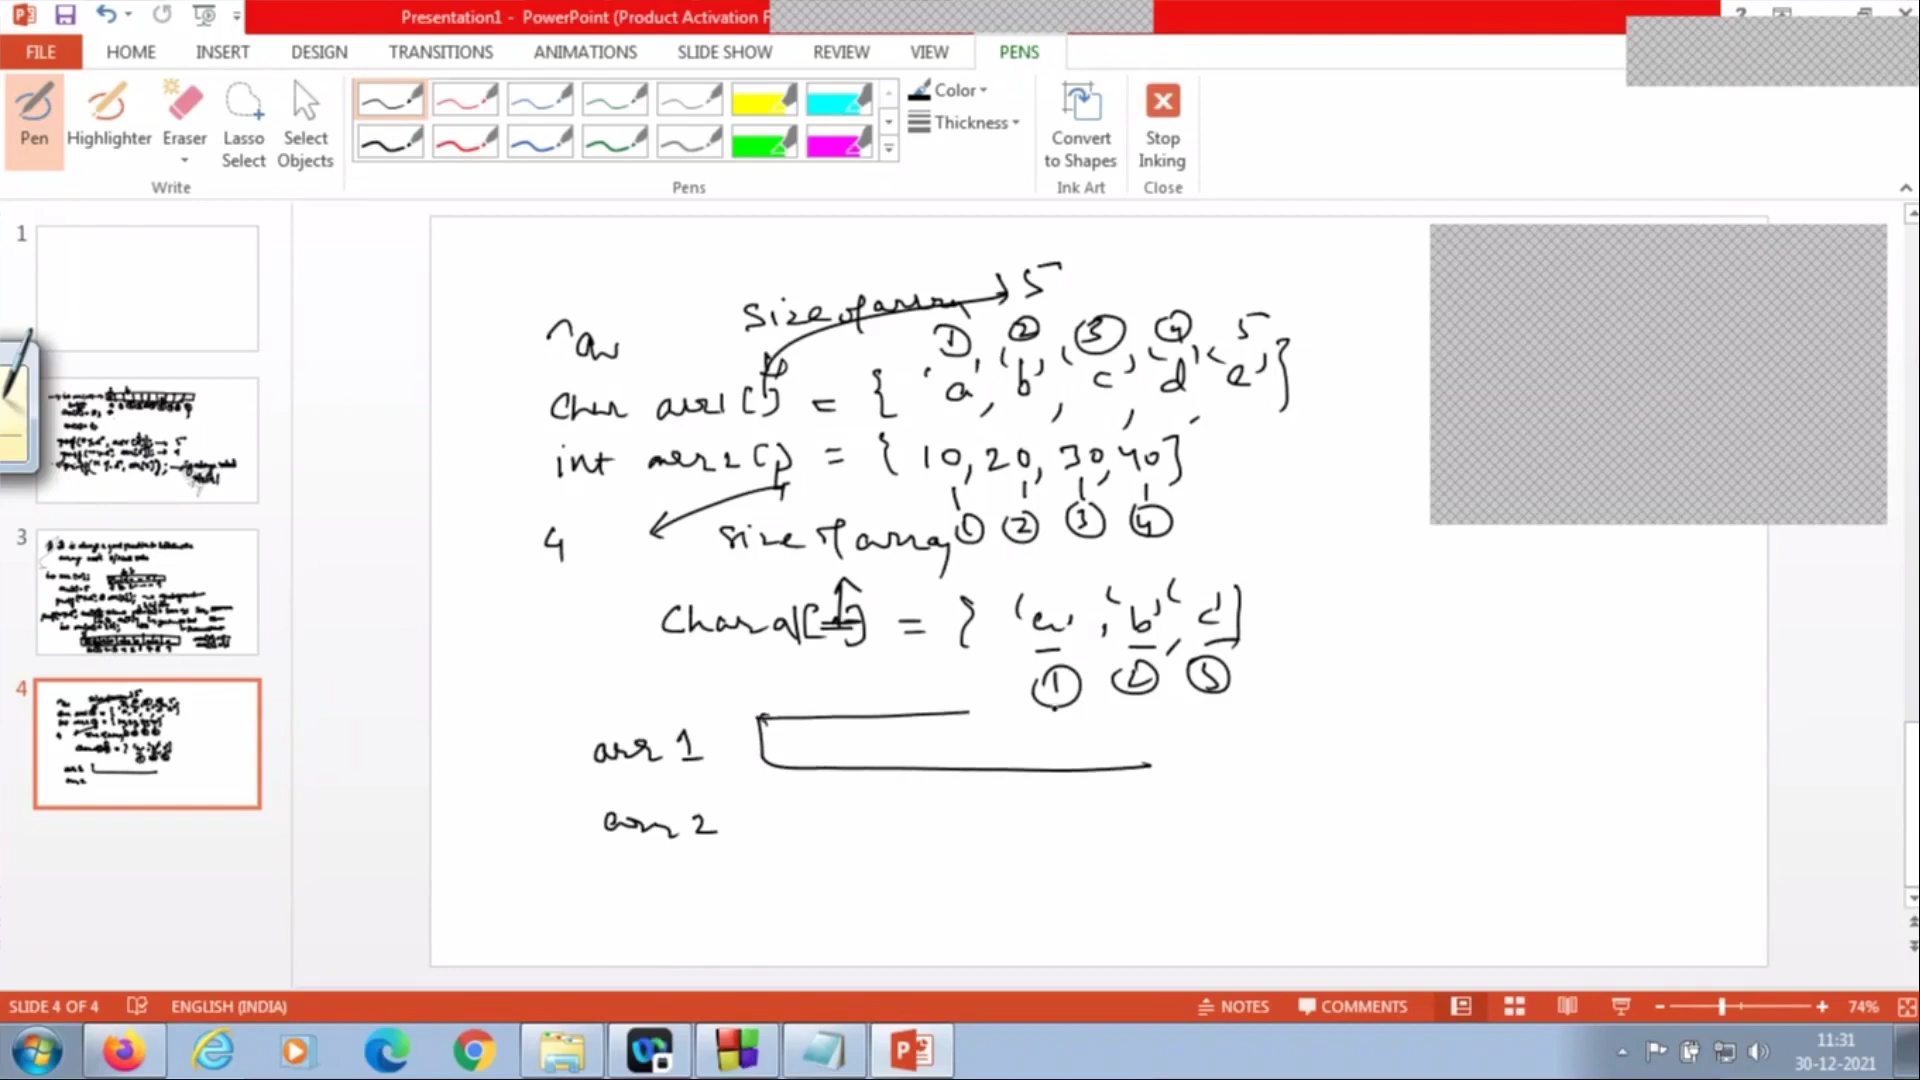 Presentation1 - PowerPoint (Product Activation F
FILE HOME INSERT DESIGN TRANSITIONS ANIMATIONS SLIDE SHOW REVIEW VIEW PENS
Pen Highlighter Eraser Lasso Select Select Objects
Color
Thickness
Convert to Shapes
Stop Inking
Write Pens Ink Art Close
1
3
4
Size of array 5
1 2 3 4 5
char arr1[] = { 'a', 'b', 'c', 'd', 'e' }
int arr2[] = { 10, 20, 30, 40 }
4 size of array 1 2 3 4
char a[] = { 'a', 'b', 'c' }
1 2 3
arr 1
arr 2
SLIDE 4 OF 4 ENGLISH (INDIA) NOTES COMMENTS 74%
11:31
30-12-2021